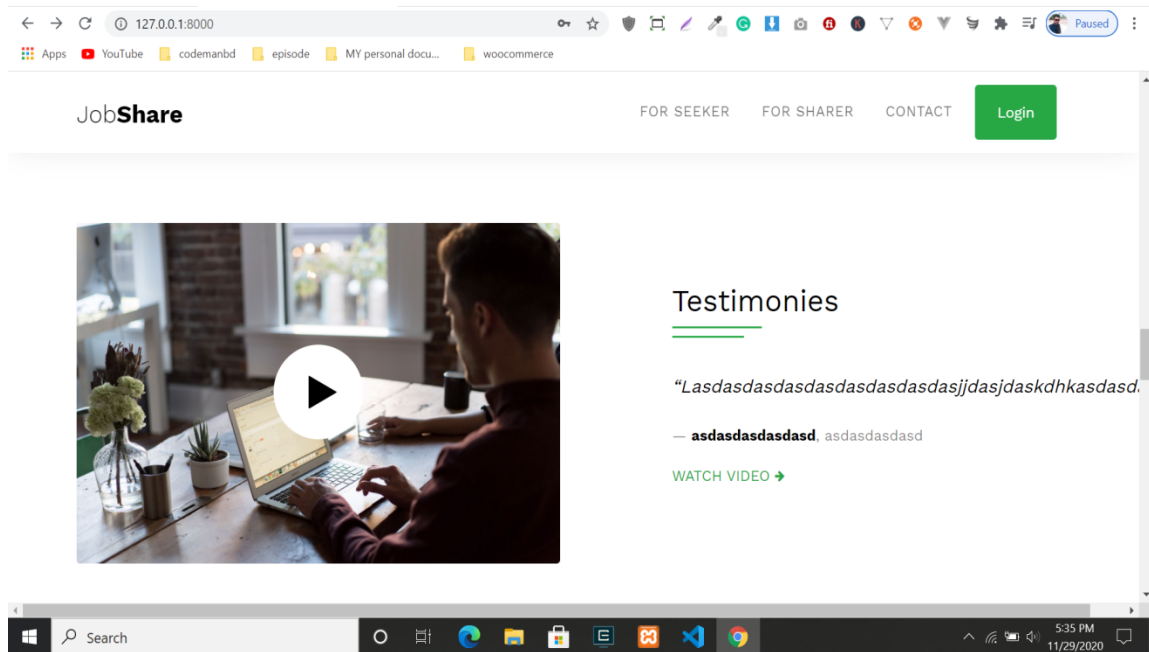 127.0.0.1:8000
Paused
Apps YouTube codemanbd episode MY personal docu... woocommerce
JobShare FOR SEEKER FOR SHARER CONTACT Login
Testimonies
“Lasdasdasdasdasdasdasdasdasjjdasjdaskdhkasdasd
— asdasdasdasdasd, asdasdasdasd
WATCH VIDEO
Search
5:35 PM
11/29/2020